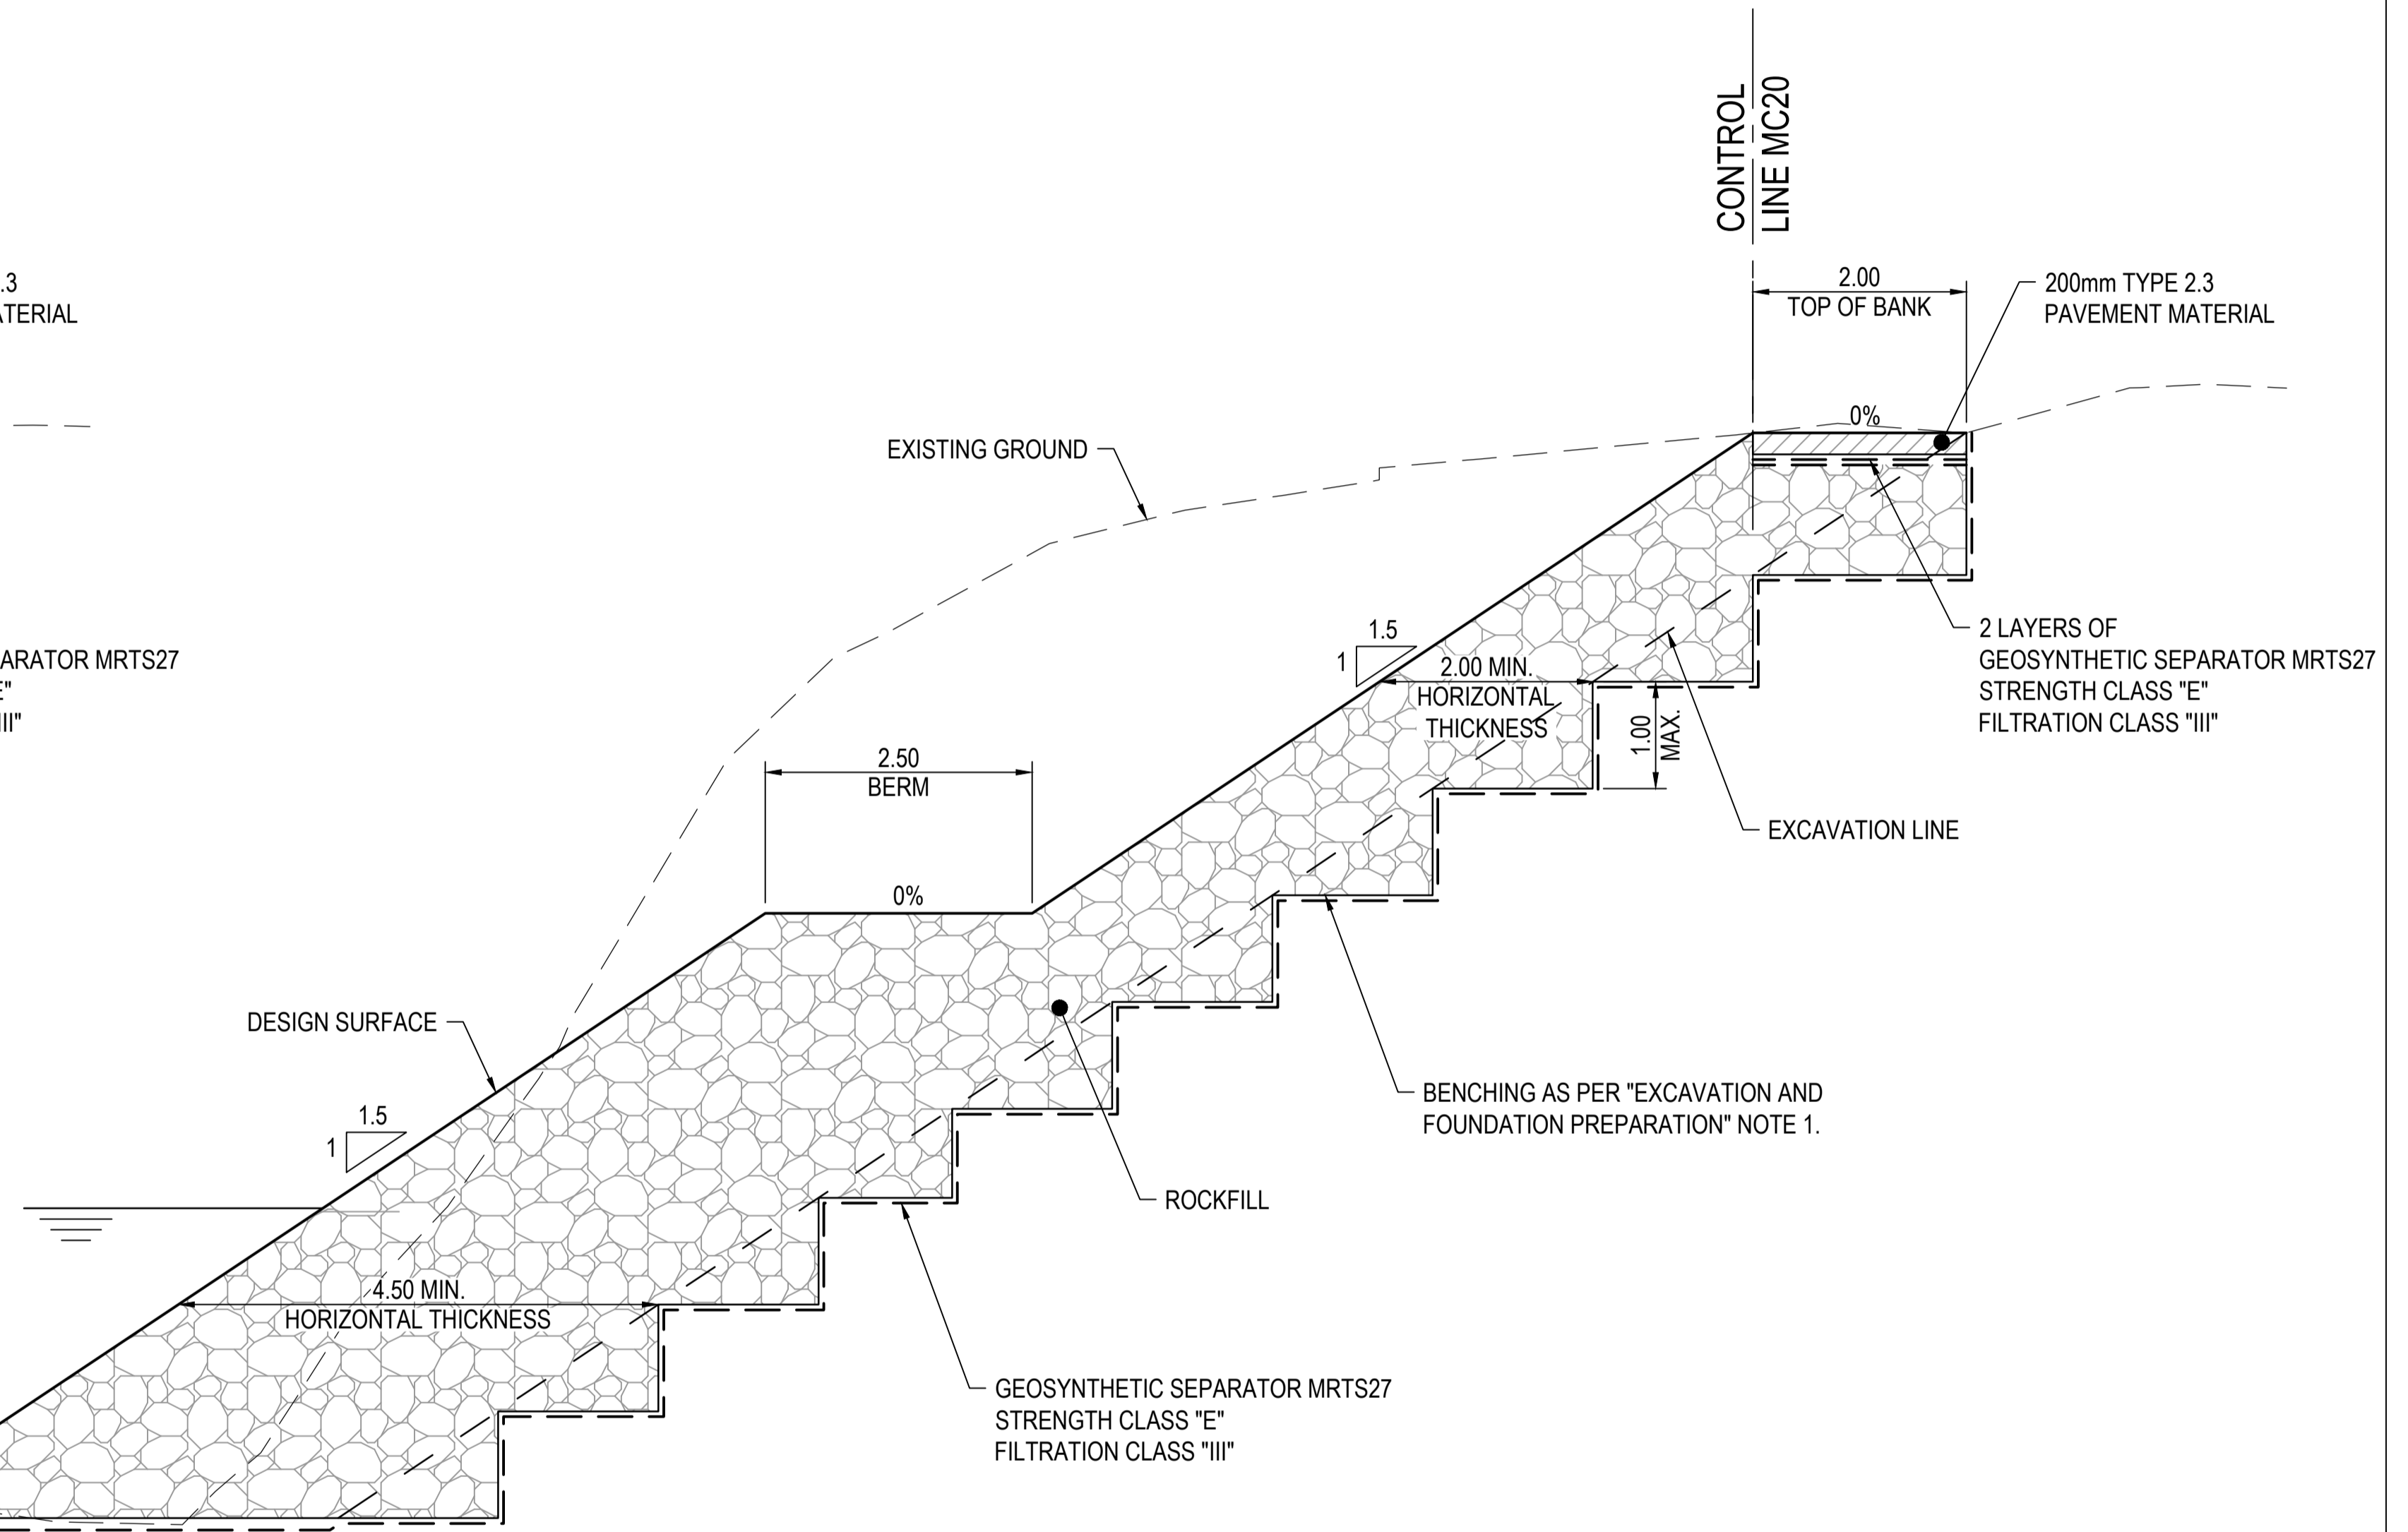 CONTROL
LINE MC20
.3
ATERIAL
2.00
TOP OF BANK
200mm TYPE 2.3
PAVEMENT MATERIAL
0%
EXISTING GROUND
ARATOR MRTS27
E"
III"
1.5
1
2.00 MIN.
HORIZONTAL
THICKNESS
1.00
MAX.
2 LAYERS OF
GEOSYNTHETIC SEPARATOR MRTS27
STRENGTH CLASS "E"
FILTRATION CLASS "III"
2.50
BERM
EXCAVATION LINE
0%
DESIGN SURFACE
1.5
1
BENCHING AS PER "EXCAVATION AND
FOUNDATION PREPARATION" NOTE 1.
ROCKFILL
4.50 MIN.
HORIZONTAL THICKNESS
GEOSYNTHETIC SEPARATOR MRTS27
STRENGTH CLASS "E"
FILTRATION CLASS "III"